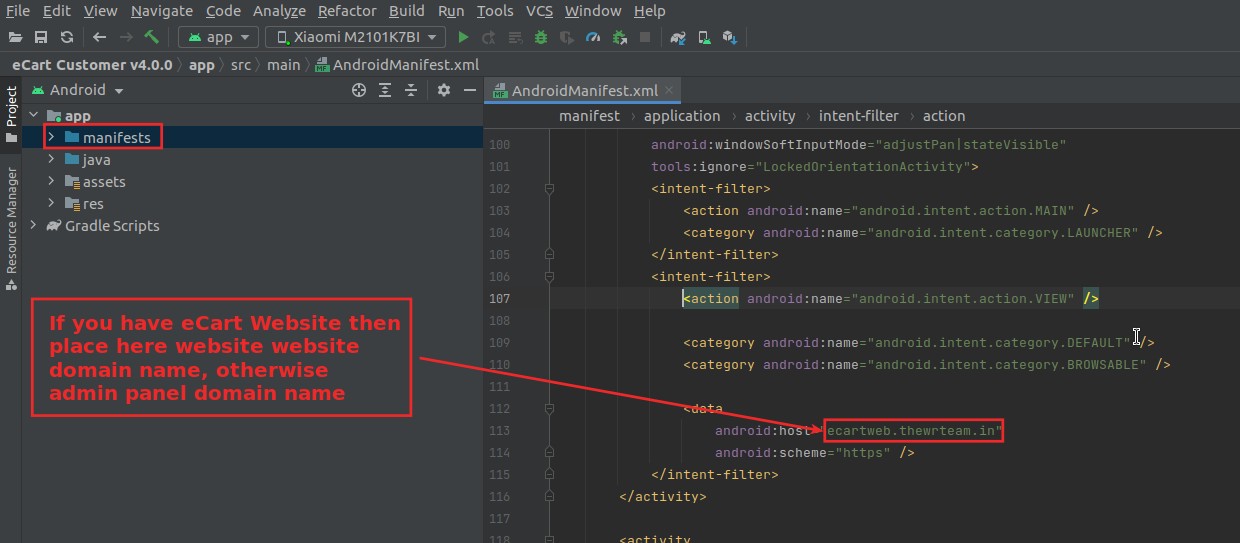 File Edit View Navigate Code Analyze Refactor Build Run Tools VCS Window Help
app Xiaomi M2101K7BI
eCart Customer v4.0.0 app src main AndroidManifest.xml
Project
Resource Manager
Android
app
manifests
java
assets
res
Gradle Scripts
If you have eCart Website then
place here website website
domain name, otherwise
admin panel domain name
AndroidManifest.xml
manifest › application › activity › intent-filter › action
100 android:windowSoftInputMode="adjustPan|stateVisible"
101 tools:ignore="LockedOrientationActivity">
102 <intent-filter>
103 <action android:name="android.intent.action.MAIN" />
104 <category android:name="android.intent.category.LAUNCHER" />
105 </intent-filter>
106 <intent-filter>
107 <action android:name="android.intent.action.VIEW" />
108
109 <category android:name="android.intent.category.DEFAULT" />
110 <category android:name="android.intent.category.BROWSABLE" />
111
112 <data
113 android:host="ecartweb.thewrteam.in"
114 android:scheme="https" />
115 </intent-filter>
116 </activity>
117
118 <activity